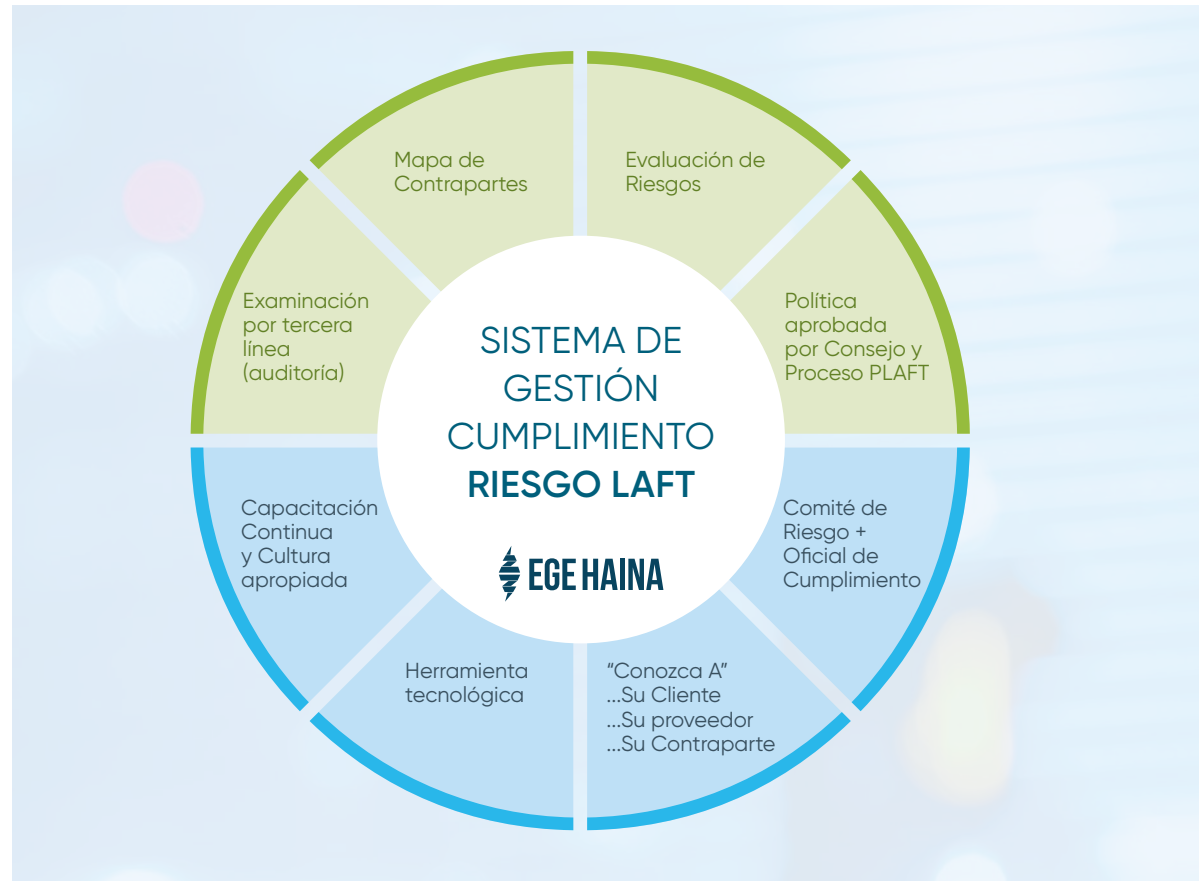 Mapa de
Contrapartes
Evaluación de
Riesgos
Examinación
por tercera
línea
(auditoría)
Política
aprobada
por Consejo y
Proceso PLAFT
SISTEMA DE
GESTIÓN
CUMPLIMIENTO
RIESGO LAFT
EGE HAINA
Capacitación
Continua
y Cultura
apropiada
Comité de
Riesgo +
Oficial de
Cumplimiento
Herramienta
tecnológica
“Conozca A”
...Su Cliente
...Su proveedor
...Su Contraparte